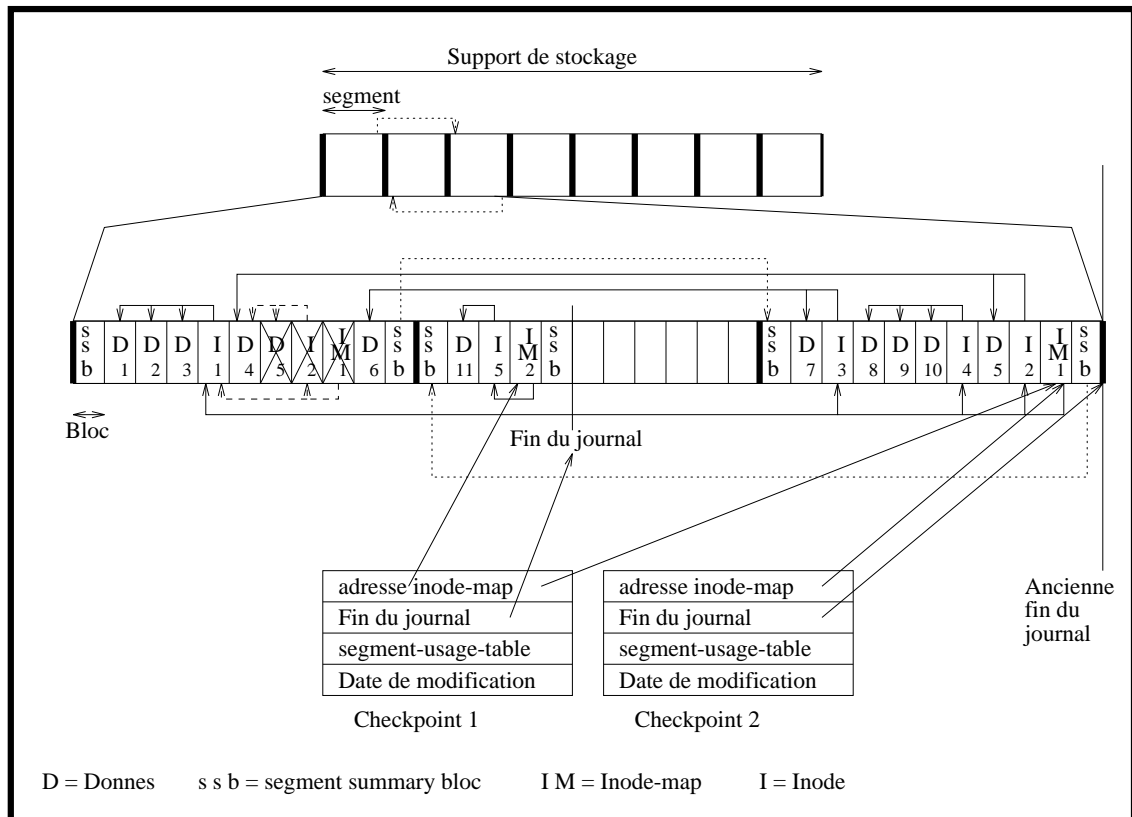 Support de stockage
segment
s s b D 1 D 2 D 3 I 1 D 4 D 5 I 2 I M 1 D 6 s s b D 11 I 5 I M 2 s s b s s b D 7 I 3 D 8 D 9 D 10 I 4 D 5 I 2 I M 1 s s b
Bloc
Fin du journal
adresse inode-map
Fin du journal
segment-usage-table
Date de modification
Checkpoint 1
adresse inode-map
Fin du journal
segment-usage-table
Date de modification
Checkpoint 2
Ancienne
fin du
journal
D = Donnes s s b = segment summary bloc I M = Inode-map I = Inode